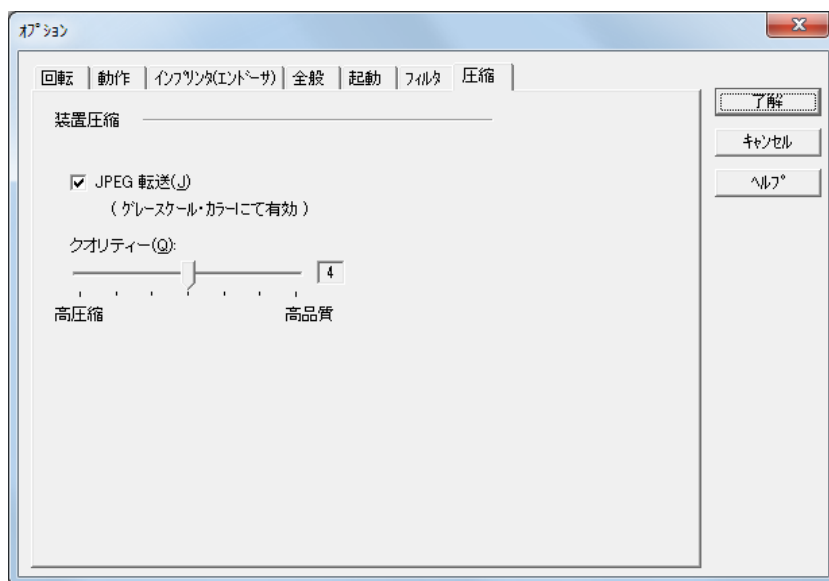 ｵﾌﾟｼｮﾝ
回転 動作 ｲﾝﾌﾟﾘﾝﾀ(ｴﾝﾄﾞｰｻ) 全般 起動 ﾌｨﾙﾀ 圧縮
了解
装置圧縮
ｷｬﾝｾﾙ
JPEG 転送(J)
ﾍﾙﾌﾟ
( ｸﾞﾚｰｽｹｰﾙ・ｶﾗｰにて有効 )
クオリティー(Q):
4
高圧縮 高品質